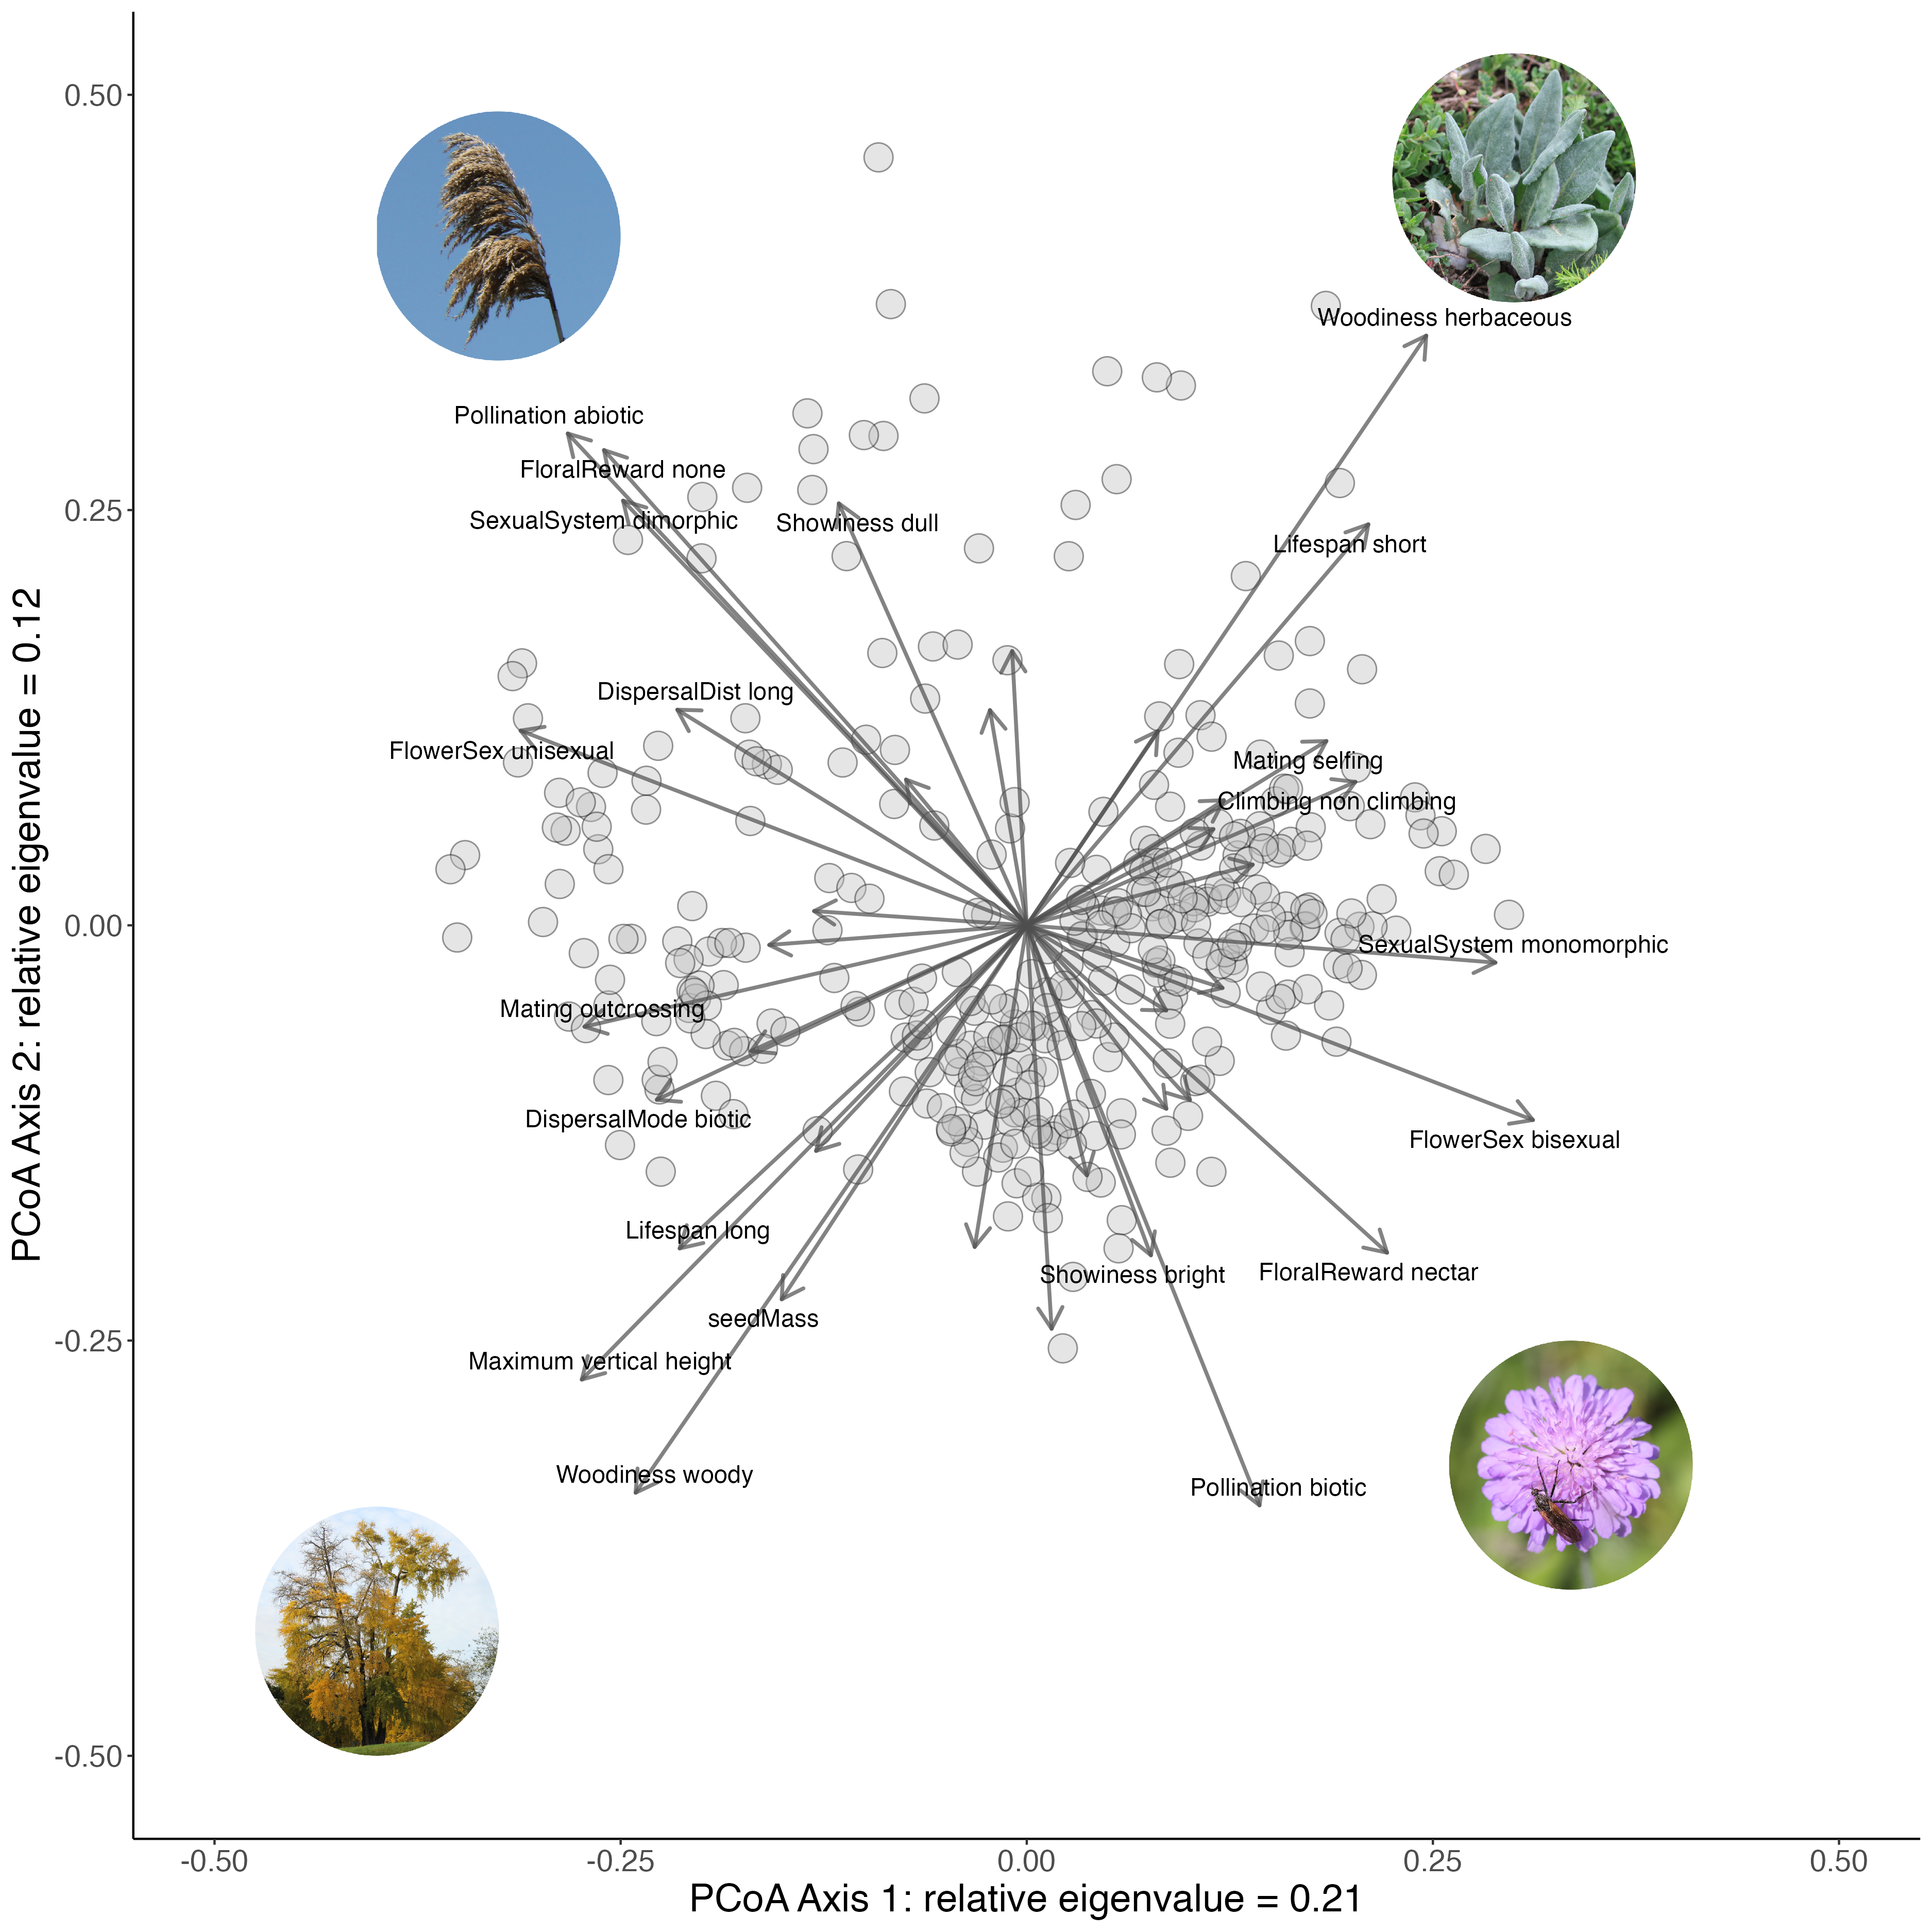 0.50
Woodiness herbaceous
Pollination abiotic
FloralReward none
0.25
SexualSystem dimorphic
Showiness dull
Lifespan short
DispersalDist long
FlowerSex unisexual
Mating selfing
Climbing non climbing
PCoA Axis 2: relative eigenvalue = 0.12
0.00
SexualSystem monomorphic
Mating outcrossing
DispersalMode biotic
FlowerSex bisexual
Lifespan long
Showiness bright
FloralReward nectar
seedMass
-0.25
Maximum vertical height
Woodiness woody
Pollination biotic
-0.50
-0.50
-0.25
0.00
0.25
0.50
PCoA Axis 1: relative eigenvalue = 0.21